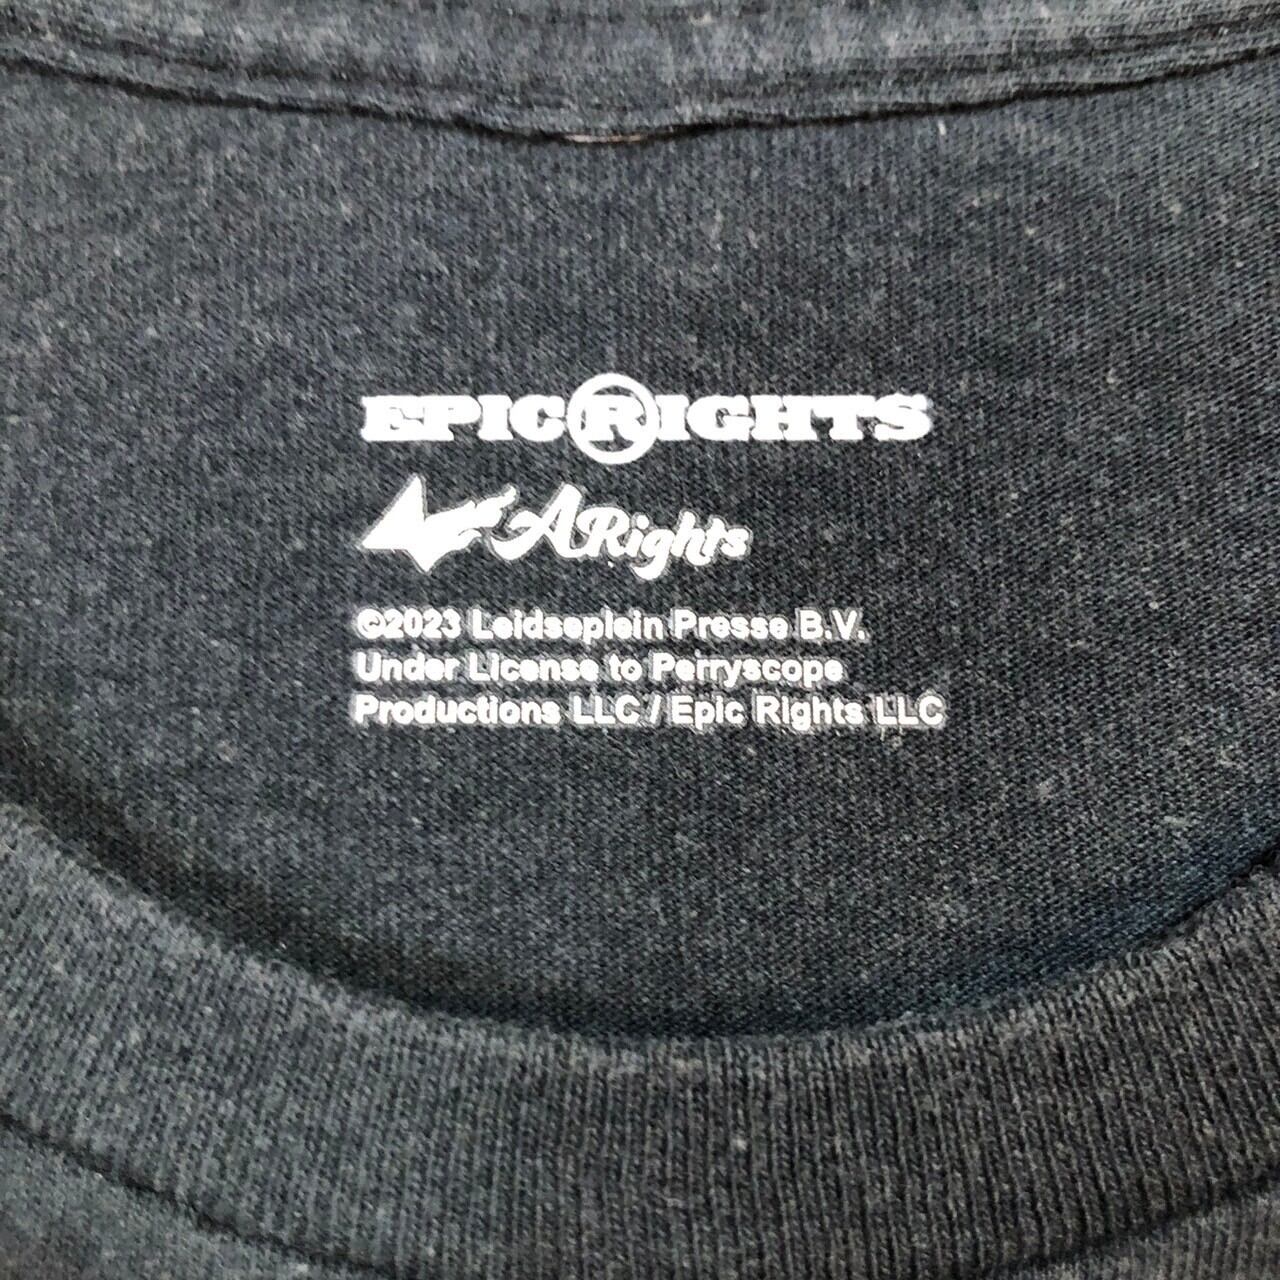 EPIC RIGHTS
ARights
©2023 Leidseplein Presse B.V.
Under License to Perryscope
Productions LLC / Epic Rights LLC